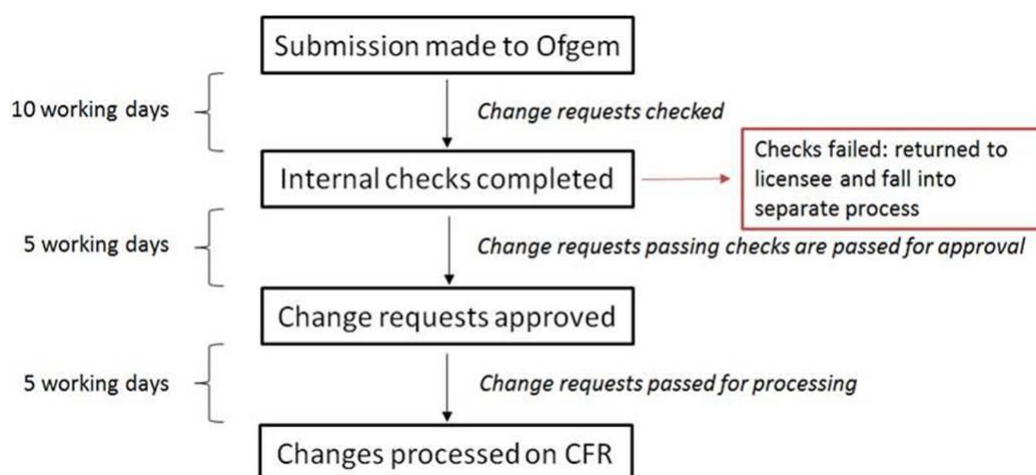 Submission made to Ofgem
10 working days
Change requests checked
Internal checks completed
Checks failed: returned to
licensee and fall into
separate process
5 working days
Change requests passing checks are passed for approval
Change requests approved
5 working days
Change requests passed for processing
Changes processed on CFR